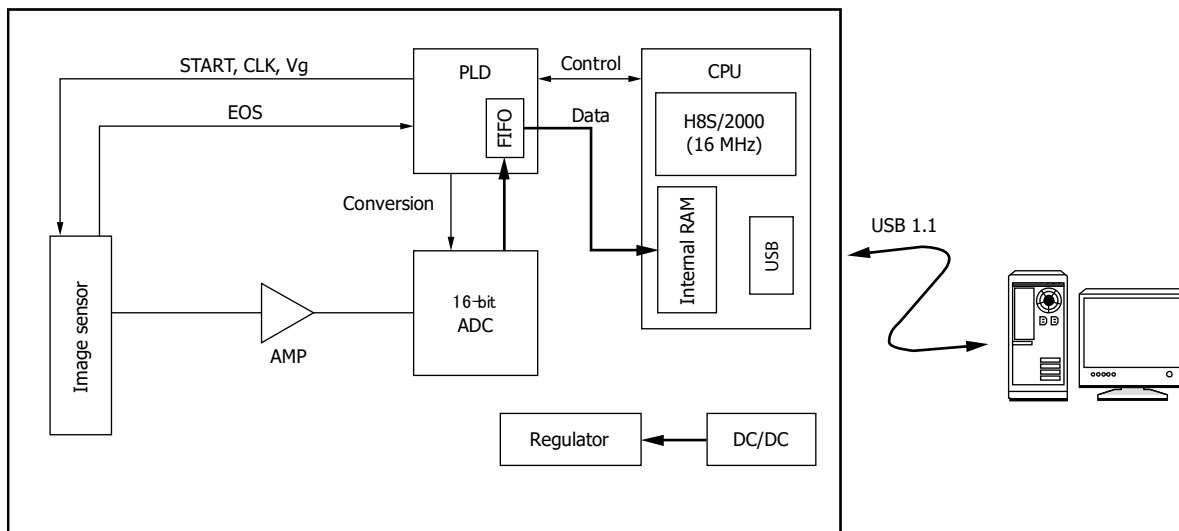 START, CLK, Vg
PLD
Control
CPU
EOS
FIFO
Data
H8S/2000
(16 MHz)
Conversion
Internal RAM
USB
USB 1.1
Image sensor
AMP
16-bit
ADC
Regulator
DC/DC